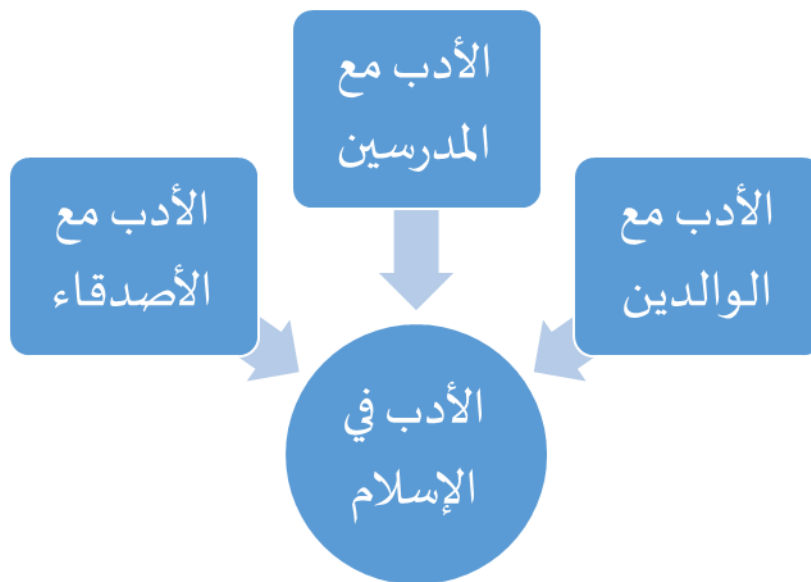 الأدب مع
المدرسين
الأدب مع
الوالدين
الأدب مع
الأصدقاء
الأدب في
الإسلام